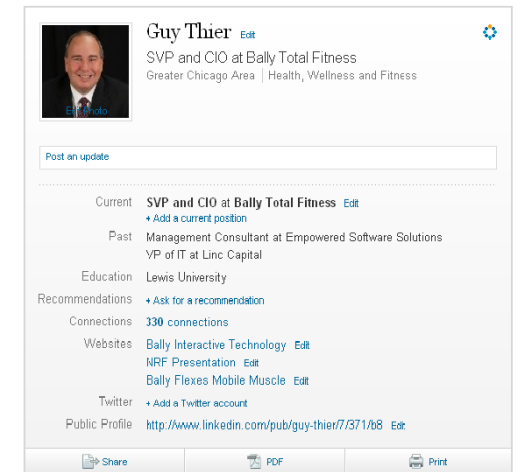 Guy Thier Edit
SVP and CIO at Bally Total Fitness
Greater Chicago Area | Health, Wellness and Fitness
Edit Photo
Post an update
Current SVP and CIO at Bally Total Fitness Edit
+ Add a current position
Past Management Consultant at Empowered Software Solutions
VP of IT at Linc Capital
Education Lewis University
Recommendations + Ask for a recommendation
Connections 330 connections
Websites Bally Interactive Technology Edit
NRF Presentation Edit
Bally Flexes Mobile Muscle Edit
Twitter + Add a Twitter account
Public Profile http://www.linkedin.com/pub/guy-thier/7/371/b8 Edit
Share PDF Print